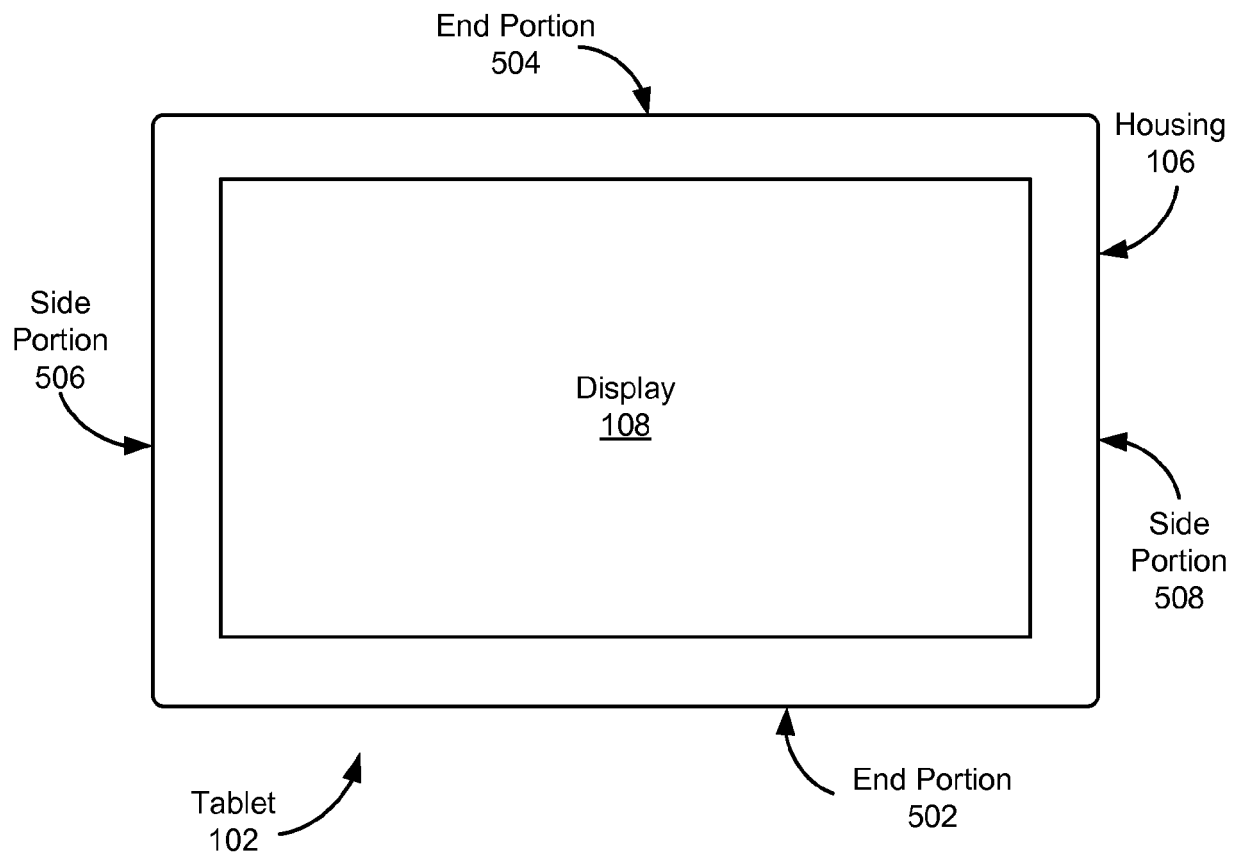 End Portion
504
Housing
106
Side
Portion
506
Display
108
Side
Portion
508
End Portion
502
Tablet
102